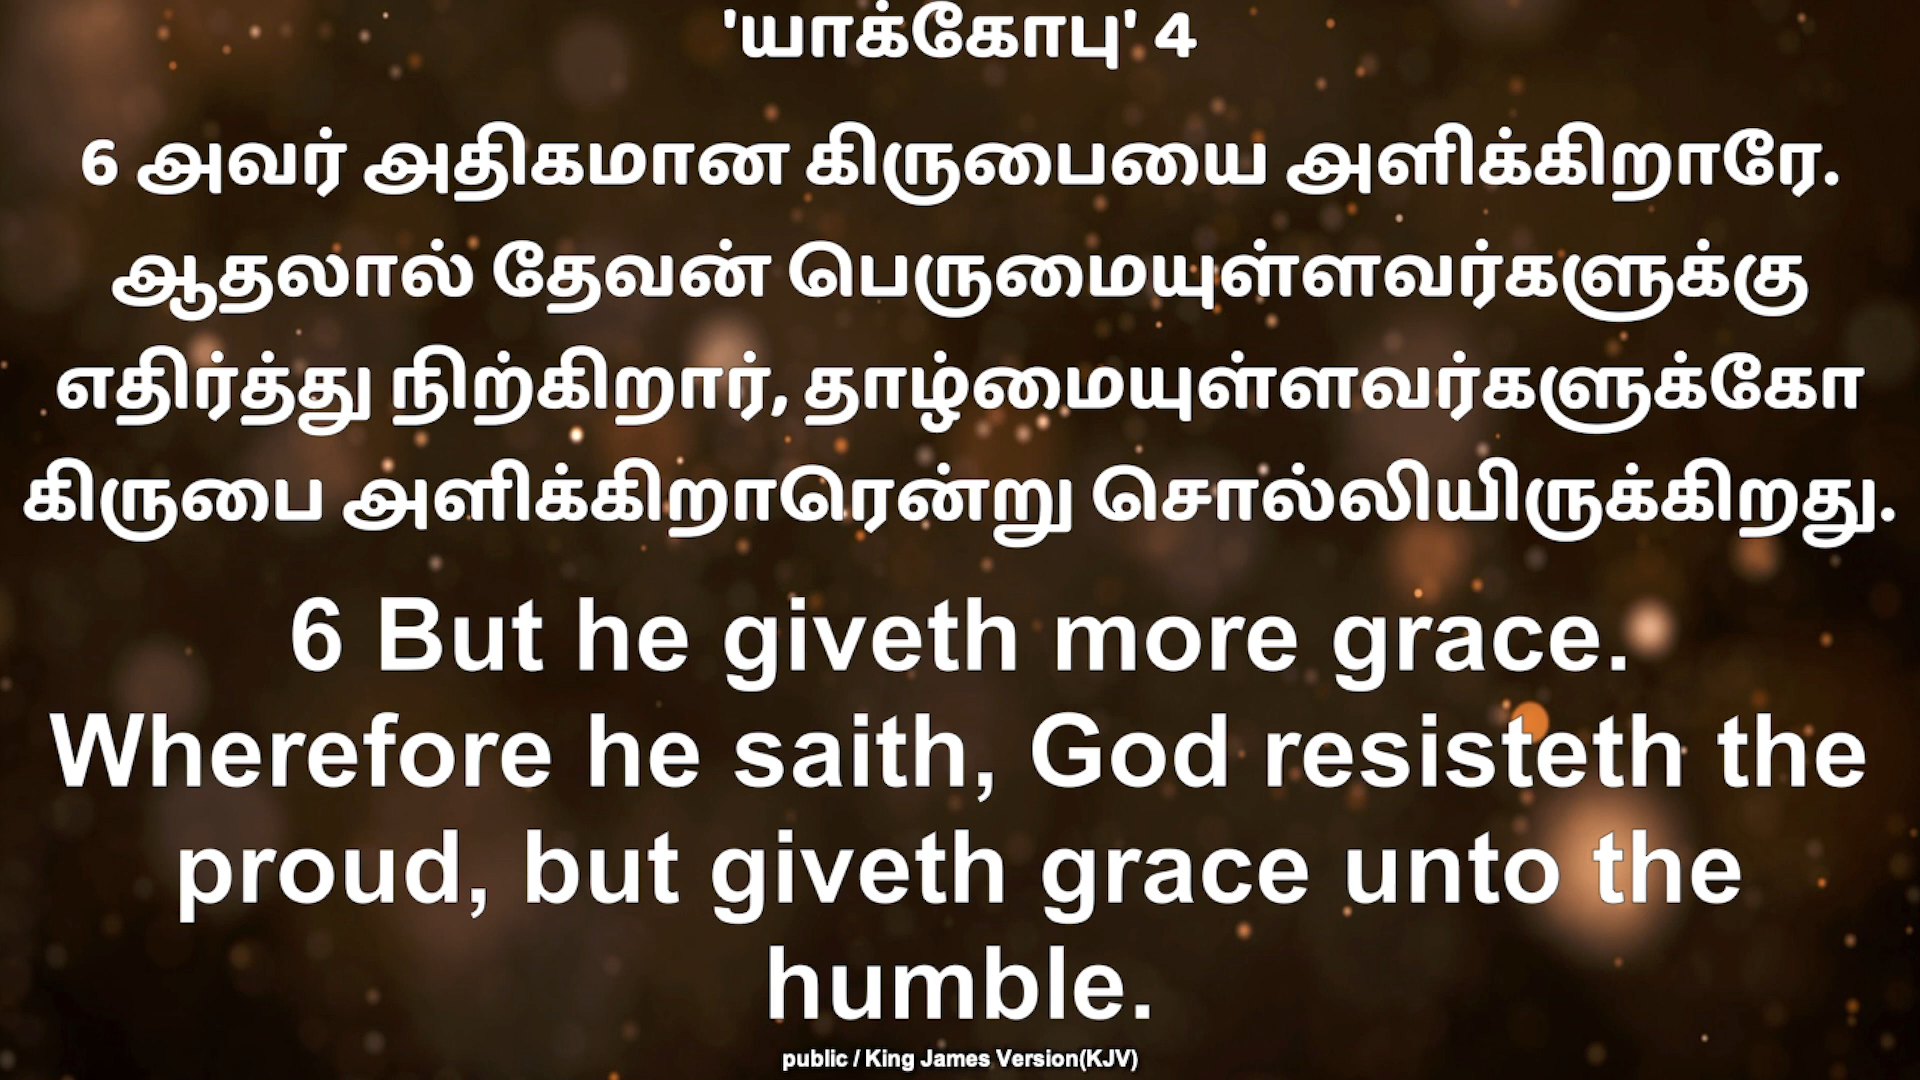 'யாக்கோபு' 4
6 அவர் அதிகமான கிருபையை அளிக்கிறாரே.
ஆதலால் தேவன் பெருமையுள்ளவர்களுக்கு
எதிர்த்து நிற்கிறார், தாழ்மையுள்ளவர்களுக்கோ
கிருபை அளிக்கிறாரென்று சொல்லியிருக்கிறது.
6 But he giveth more grace.
Wherefore he saith, God resisteth the
proud, but giveth grace unto the
humble.
public / King James Version(KJV)